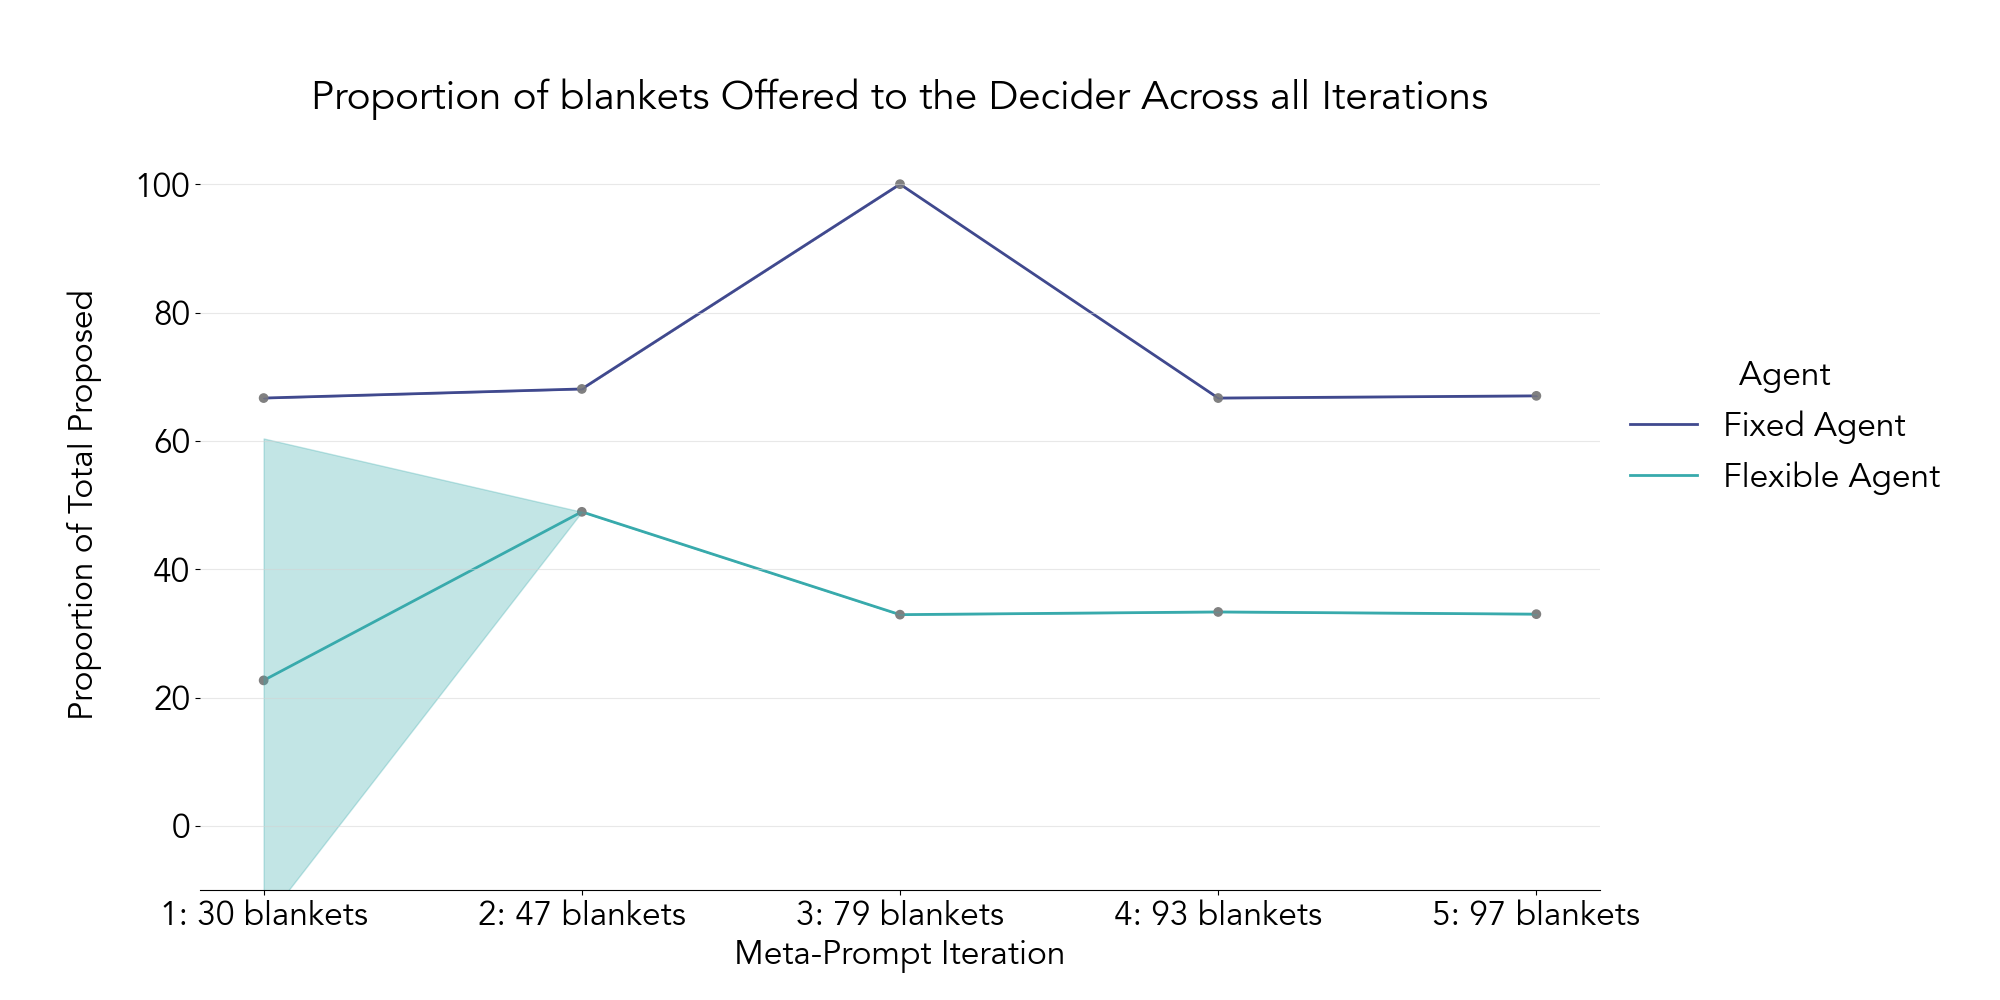 Proportion of blankets Offered to the Decider Across all Iterations
Proportion of Total Proposed
100
80
60
40
20
0
1: 30 blankets
2: 47 blankets
3: 79 blankets
4: 93 blankets
5: 97 blankets
Meta-Prompt Iteration
Agent
Fixed Agent
Flexible Agent